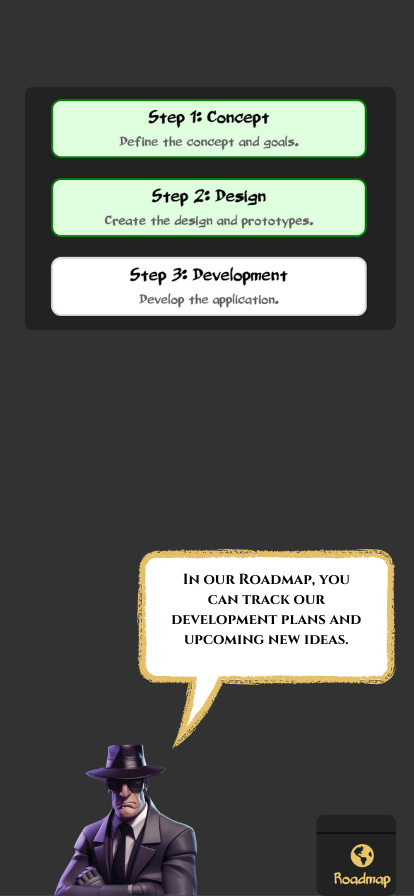 Step 1: Concept
Define the concept and goals.
Step 2: Design
Create the design and prototypes.
Step 3: Development
Develop the application.
In our Roadmap, you
can track our
development plans and
upcoming new ideas.
Roadmap